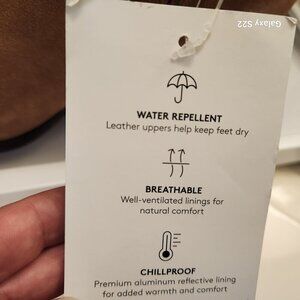 Galaxy S22
WATER REPELLENT
Leather uppers help keep feet dry
BREATHABLE
Well-ventilated linings for
natural comfort
CHILLPROOF
Premium aluminum reflective lining
for added warmth and comfort